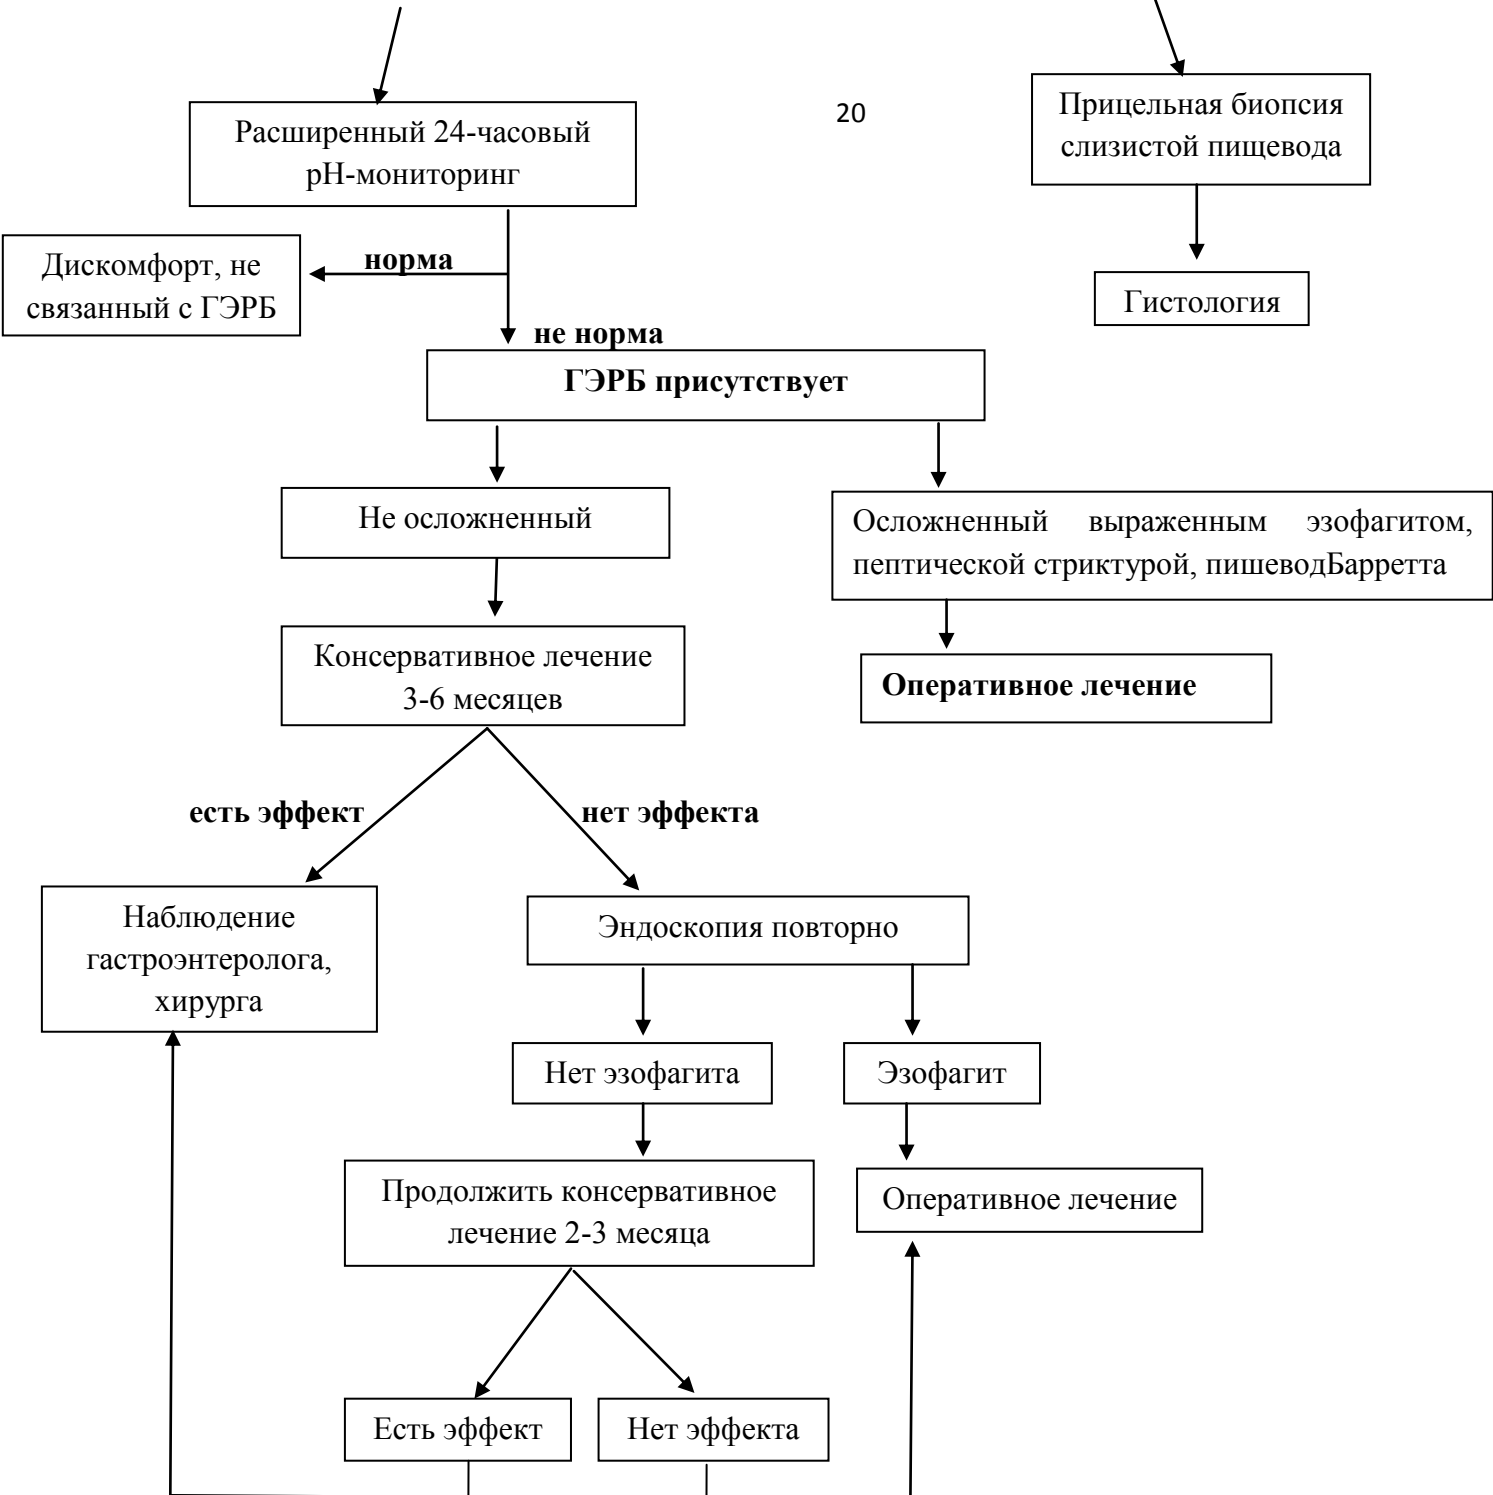 20
Расширенный 24-часовый
pH-мониторинг
Прицельная биопсия
слизистой пищевода
Дискомфорт, не
связанный с ГЭРБ
норма
Гистология
не норма
ГЭРБ присутствует
Не осложненный
Осложненный выраженным эзофагитом,
пептической стриктурой, пишеводБарретта
Консервативное лечение
3-6 месяцев
Оперативное лечение
есть эффект
нет эффекта
Наблюдение
гастроэнтеролога,
хирурга
Эндоскопия повторно
Нет эзофагита
Эзофагит
Продолжить консервативное
лечение 2-3 месяца
Оперативное лечение
Есть эффект
Нет эффекта